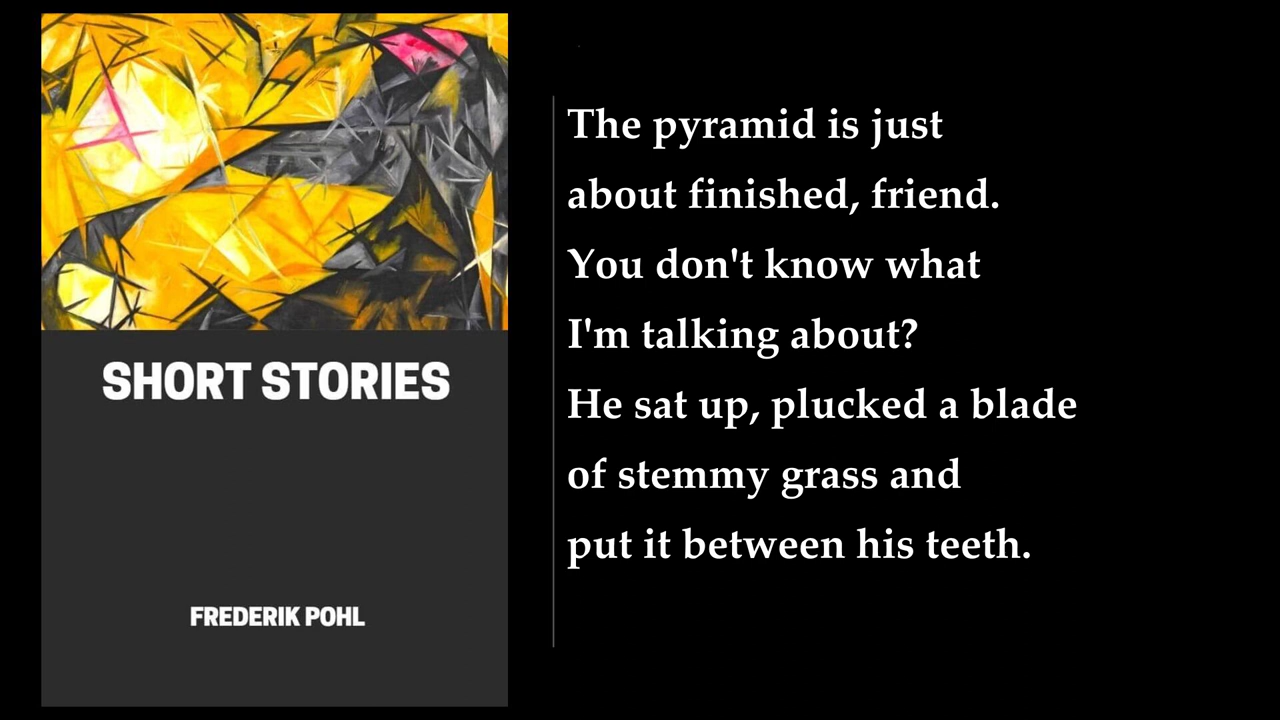 SHORT STORIES
FREDERIK POHL
The pyramid is just
about finished, friend.
You don't know what
I'm talking about?
He sat up, plucked a blade
of stemmy grass and
put it between his teeth.